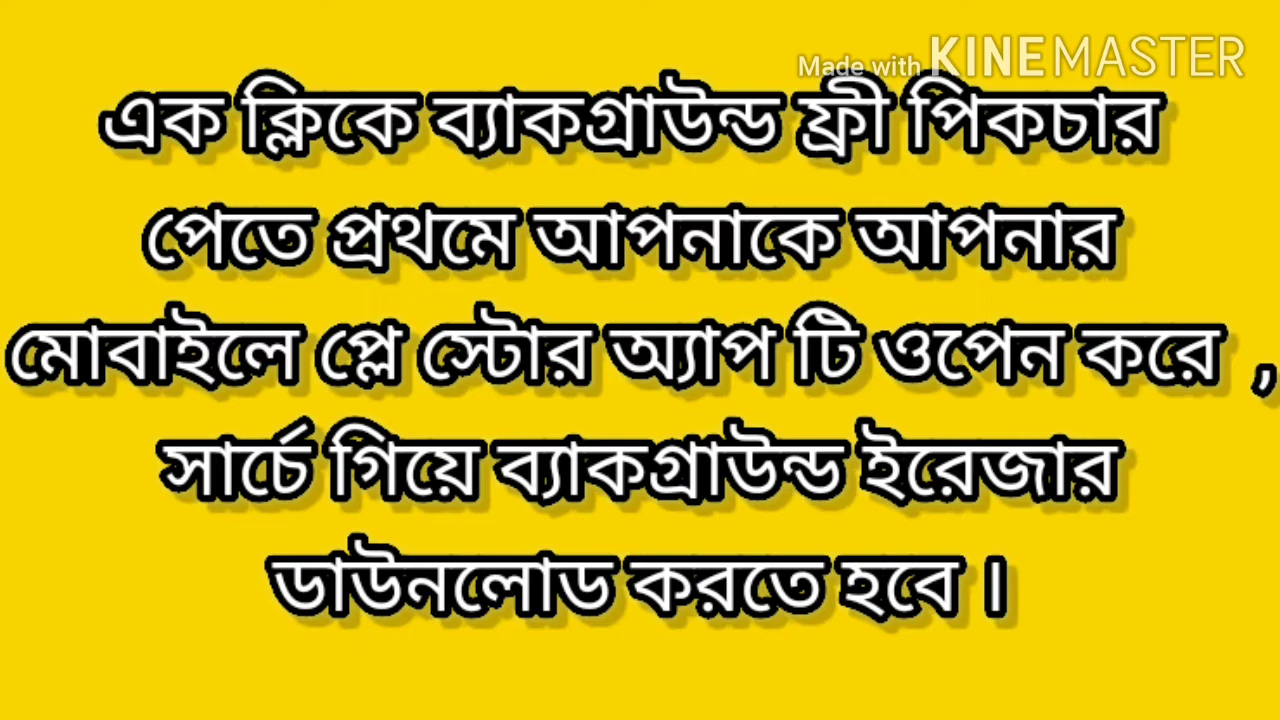 Made with KINEMASTER
এক ক্লিকে ব্যাকগ্রাউন্ড ফ্রী পিকচার
পেতে প্রথমে আপনাকে আপনার
মোবাইলে প্লে স্টোর অ্যাপ টি ওপেন করে ,
সার্চে গিয়ে ব্যাকগ্রাউন্ড ইরেজার
ডাউনলোড করতে হবে ।